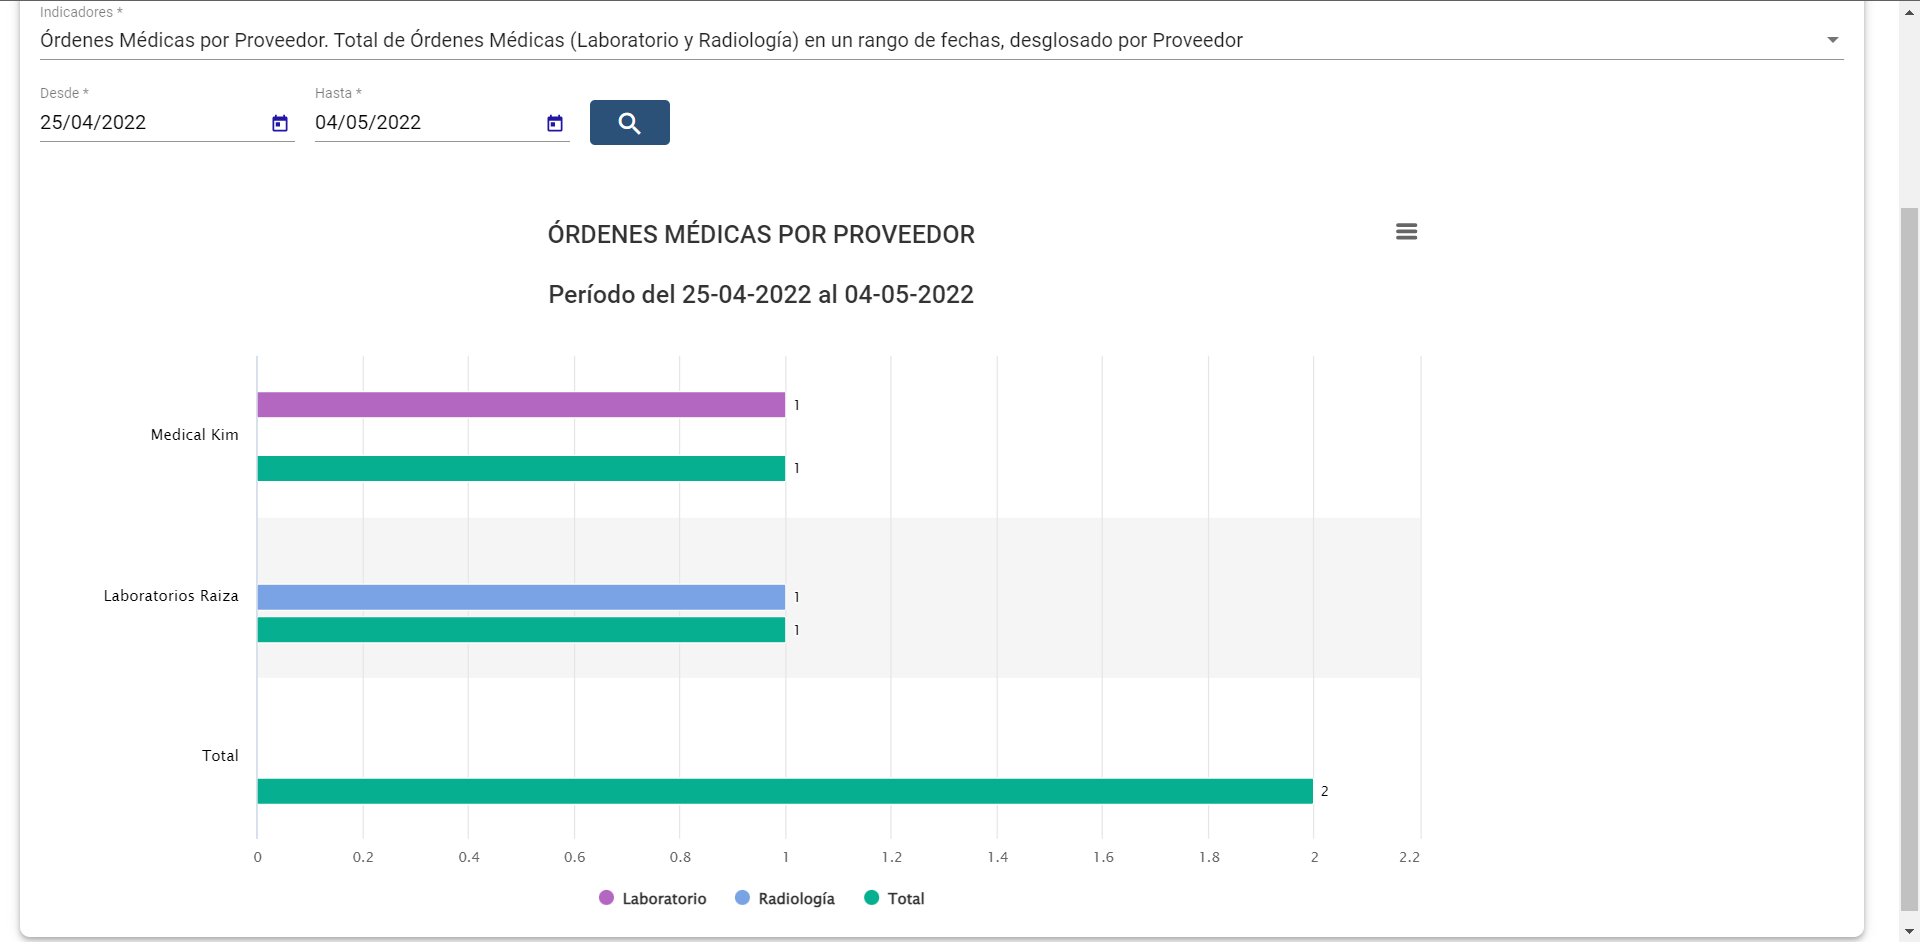 Indicadores *
Órdenes Médicas por Proveedor. Total de Órdenes Médicas (Laboratorio y Radiología) en un rango de fechas, desglosado por Proveedor
Desde * Hasta *
25/04/2022 04/05/2022
ÓRDENES MÉDICAS POR PROVEEDOR
Período del 25-04-2022 al 04-05-2022
1
Medical Kim
1
Laboratorios Raiza 1
1
Total
2
0 0.2 0.4 0.6 0.8 1 1.2 1.4 1.6 1.8 2 2.2
Laboratorio Radiología Total